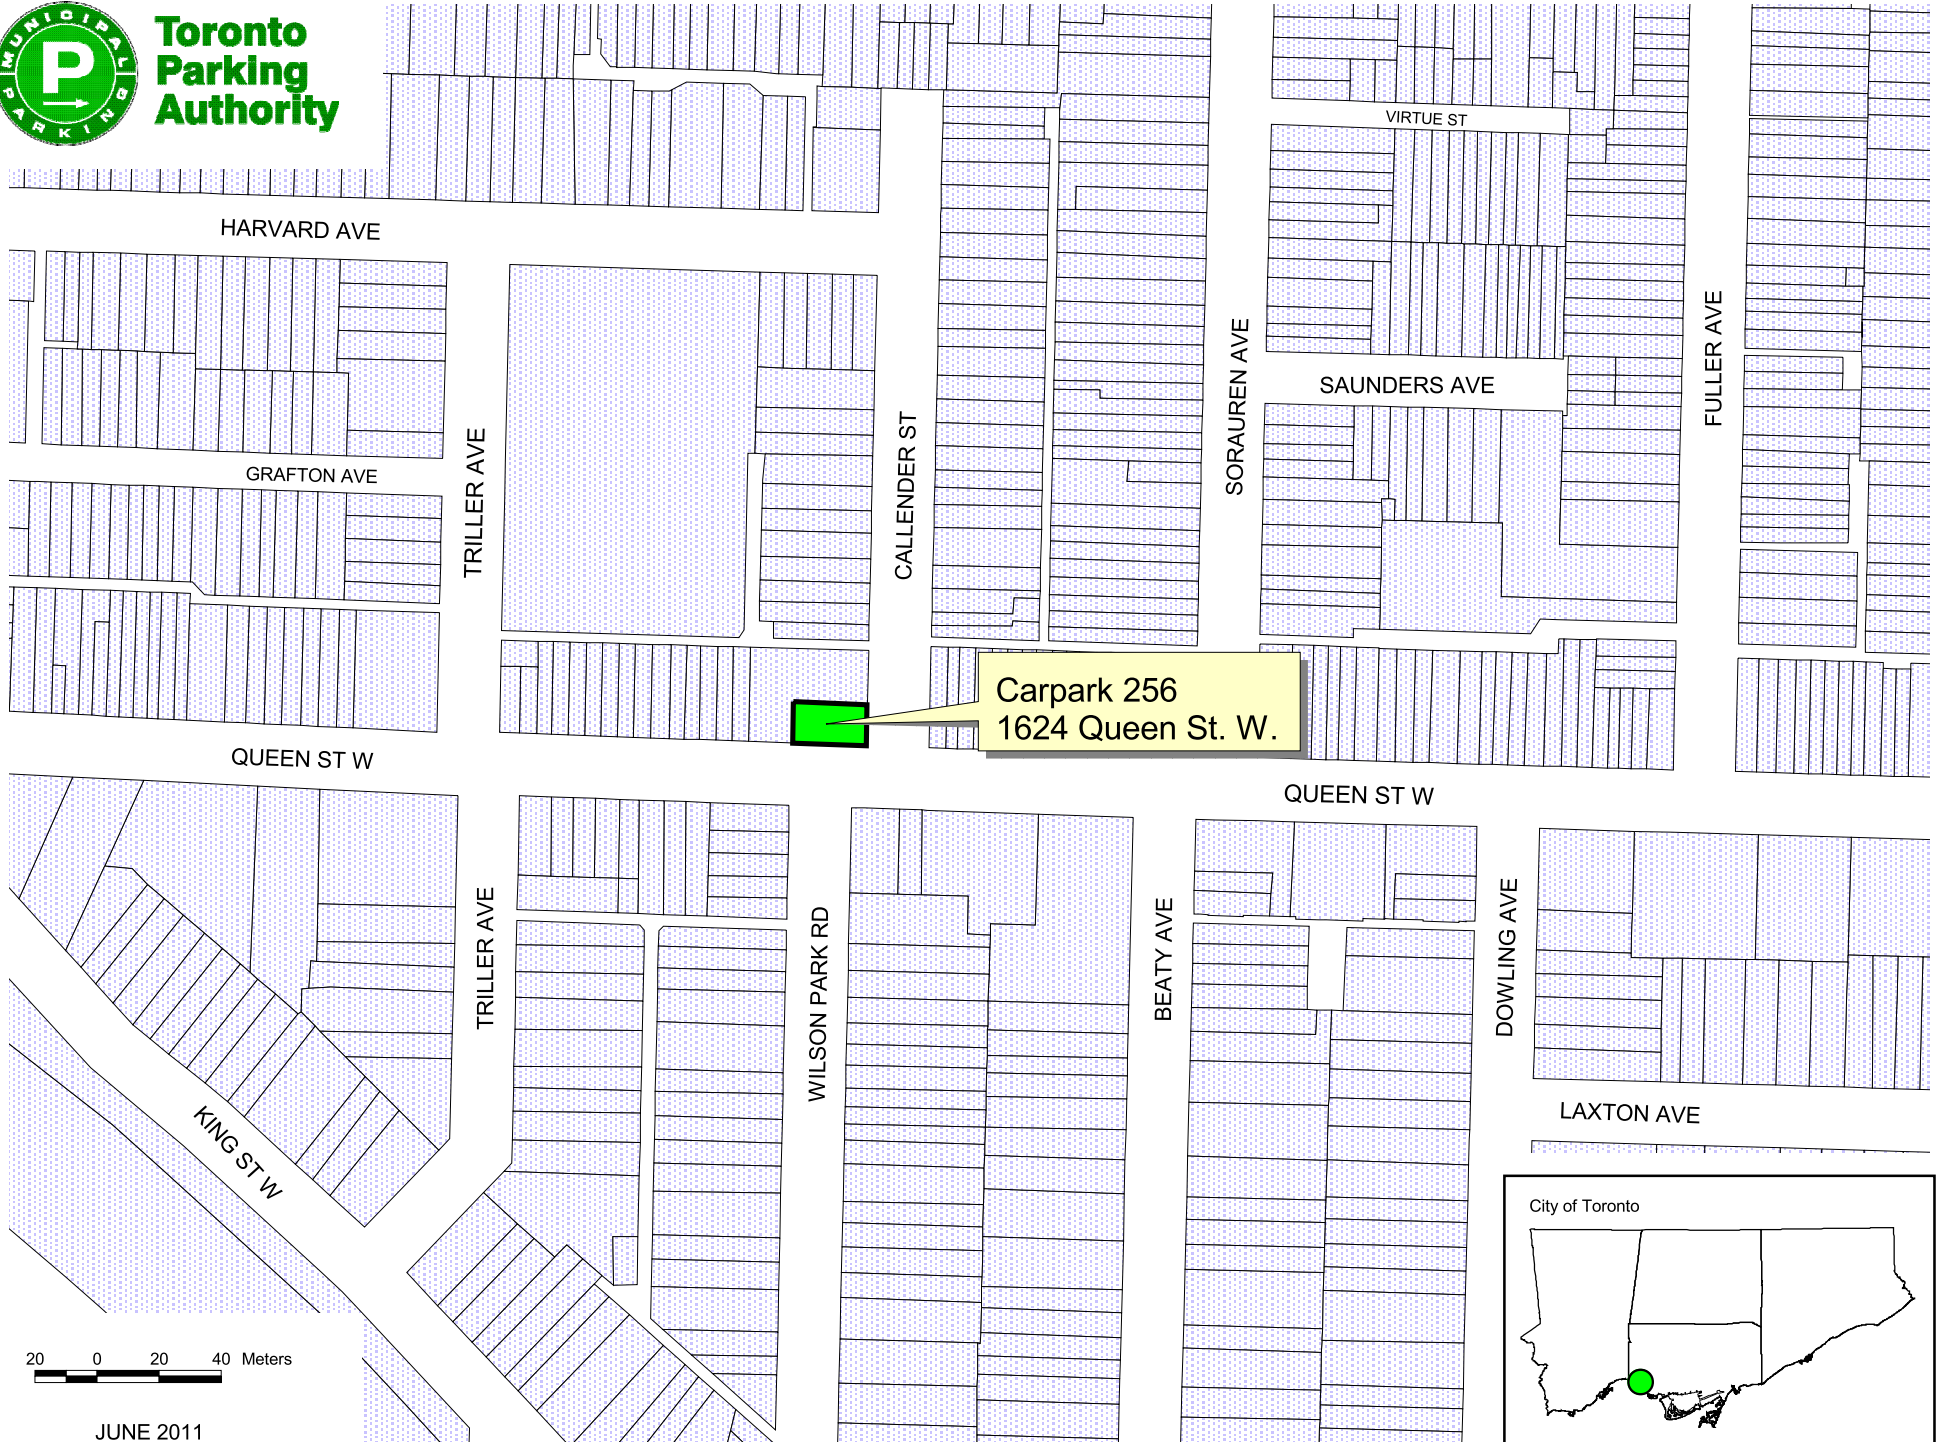 MUNICIPAL
P
PARKING
Toronto
Parking
Authority
VIRTUE ST
HARVARD AVE
SAUNDERS AVE
FULLER AVE
SORAUREN AVE
CALLENDER ST
TRILLER AVE
GRAFTON AVE
Carpark 256
1624 Queen St. W.
QUEEN ST W
QUEEN ST W
TRILLER AVE
WILSON PARK RD
BEATY AVE
DOWLING AVE
KING ST W
LAXTON AVE
City of Toronto
20 0 20 40 Meters
JUNE 2011